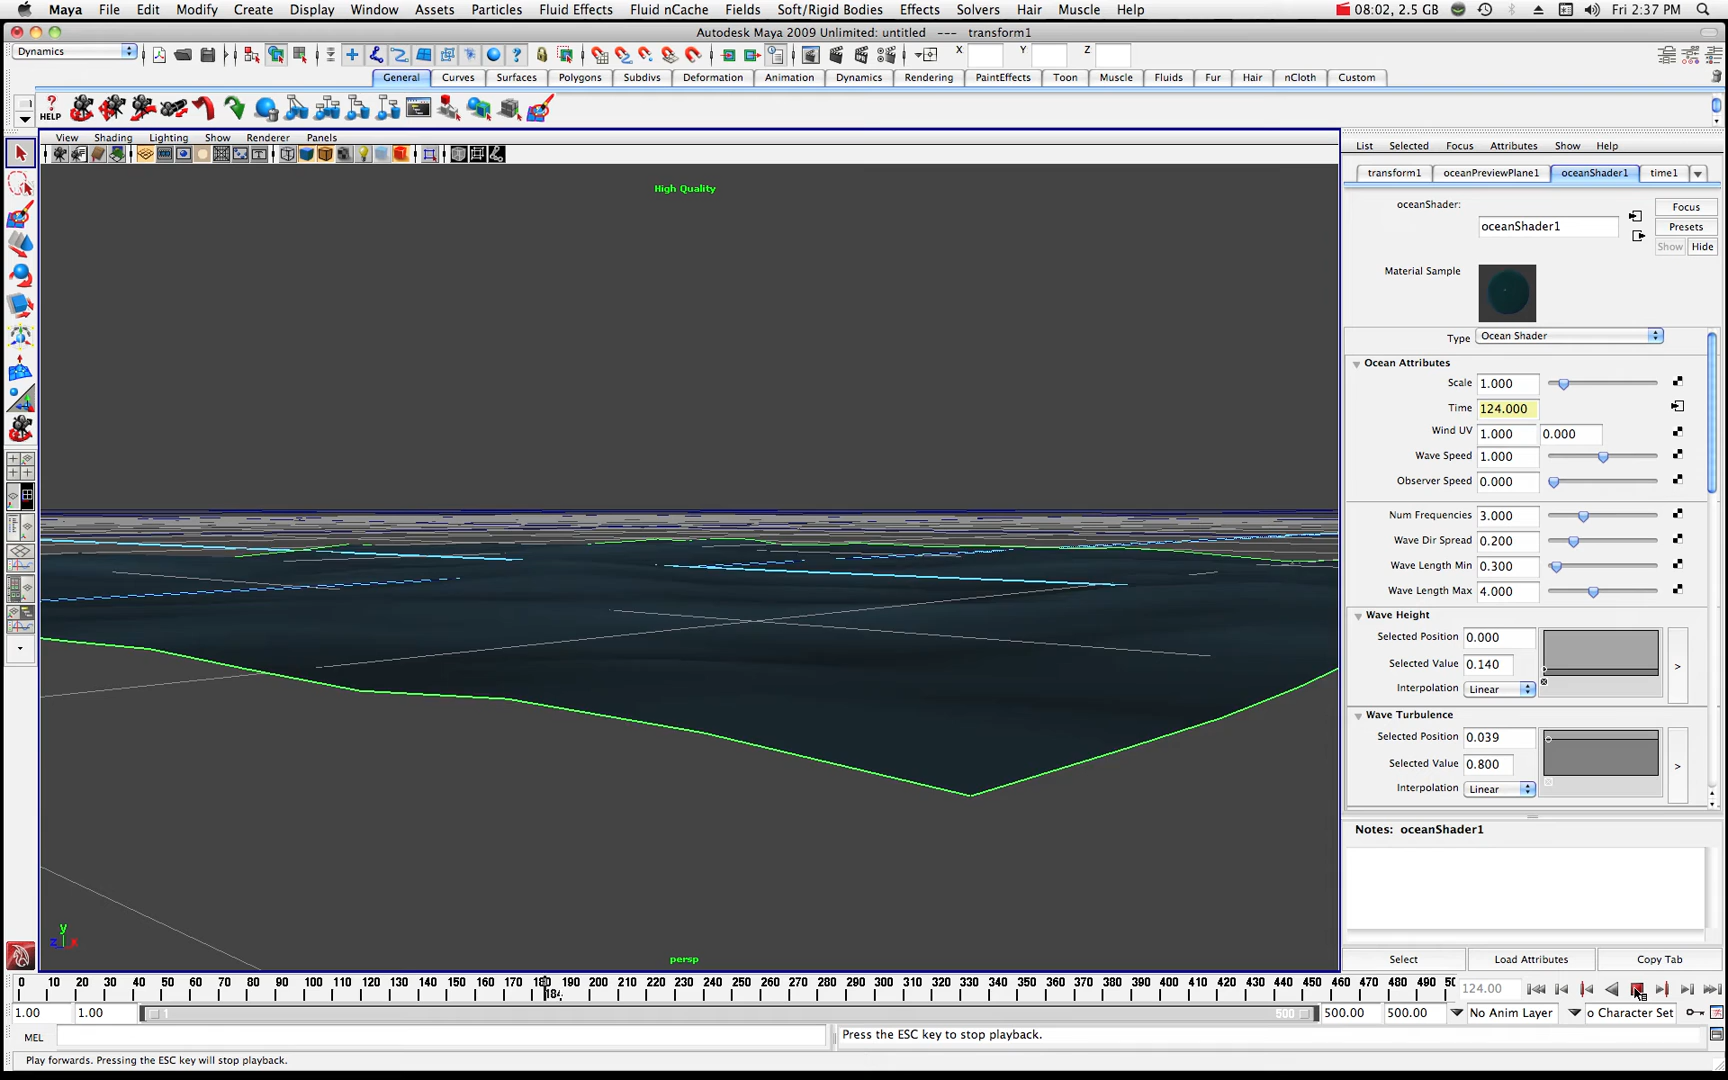 Maya File Edit Modify Create Display Window Assets Particles Fluid Effects Fluid nCache Fields Soft/Rigid Bodies Effects Solvers Hair Muscle Help 08:02, 2.5 GB Fri 2:37 PM
Autodesk Maya 2009 Unlimited: untitled --- transform1
Dynamics X Y Z
General Curves Surfaces Polygons Subdivs Deformation Animation Dynamics Rendering PaintEffects Toon Muscle Fluids Fur Hair nCloth Custom
? HELP
View Shading Lighting Show Renderer Panels
High Quality
persp
y
z x
List Selected Focus Attributes Show Help
transform1 oceanPreviewPlane1 oceanShader1 time1
oceanShader: Focus
oceanShader1 Presets
Show Hide
Material Sample
Type Ocean Shader
Ocean Attributes
Scale 1.000
Time 124.000
Wind UV 1.000 0.000
Wave Speed 1.000
Observer Speed 0.000
Num Frequencies 3.000
Wave Dir Spread 0.200
Wave Length Min 0.300
Wave Length Max 4.000
Wave Height
Selected Position 0.000
Selected Value 0.140 >
Interpolation Linear
Wave Turbulence
Selected Position 0.039
Selected Value 0.800 >
Interpolation Linear
Notes: oceanShader1
Select Load Attributes Copy Tab
0 10 20 30 40 50 60 70 80 90 100 110 120 130 140 150 160 170 180 190 200 210 220 230 240 250 260 270 280 290 300 310 320 330 340 350 360 370 380 390 400 410 420 430 440 450 460 470 480 490 50 124.00
184
1.00 1.00 1 500 500.00 500.00 No Anim Layer o Character Set
MEL Press the ESC key to stop playback.
Play forwards. Pressing the ESC key will stop playback.